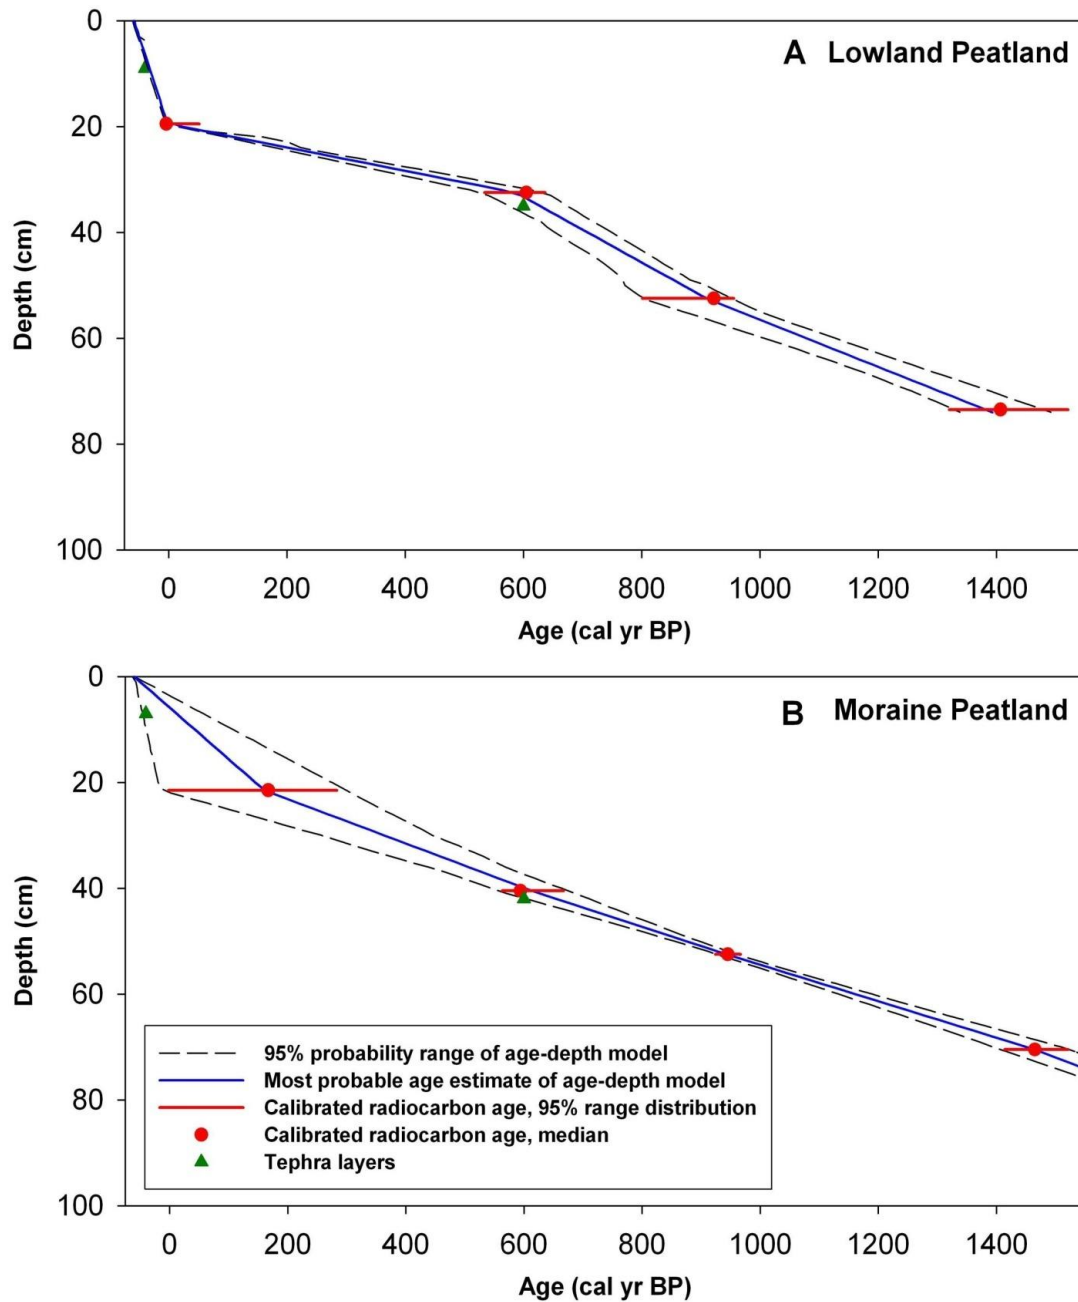 A Lowland Peatland
0
20
40
60
80
100
Depth (cm)
0 200 400 600 800 1000 1200 1400
Age (cal yr BP)
B Moraine Peatland
0
20
40
60
80
100
Depth (cm)
95% probability range of age-depth model
Most probable age estimate of age-depth model
Calibrated radiocarbon age, 95% range distribution
Calibrated radiocarbon age, median
Tephra layers
0 200 400 600 800 1000 1200 1400
Age (cal yr BP)